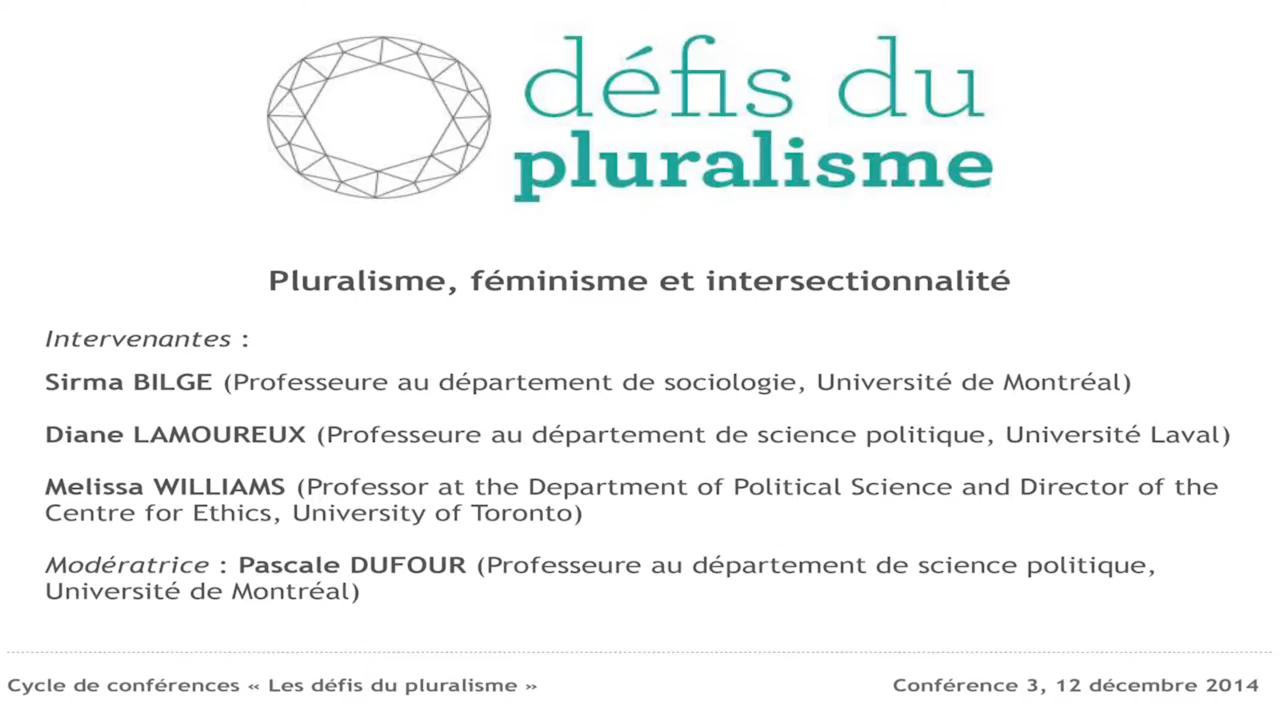 défis du
pluralisme
Pluralisme, féminisme et intersectionnalité
Intervenantes :
Sirma BILGE (Professeure au département de sociologie, Université de Montréal)
Diane LAMOUREUX (Professeure au département de science politique, Université Laval)
Melissa WILLIAMS (Professor at the Department of Political Science and Director of the
Centre for Ethics, University of Toronto)
Modératrice : Pascale DUFOUR (Professeure au département de science politique,
Université de Montréal)
Cycle de conférences « Les défis du pluralisme »
Conférence 3, 12 décembre 2014